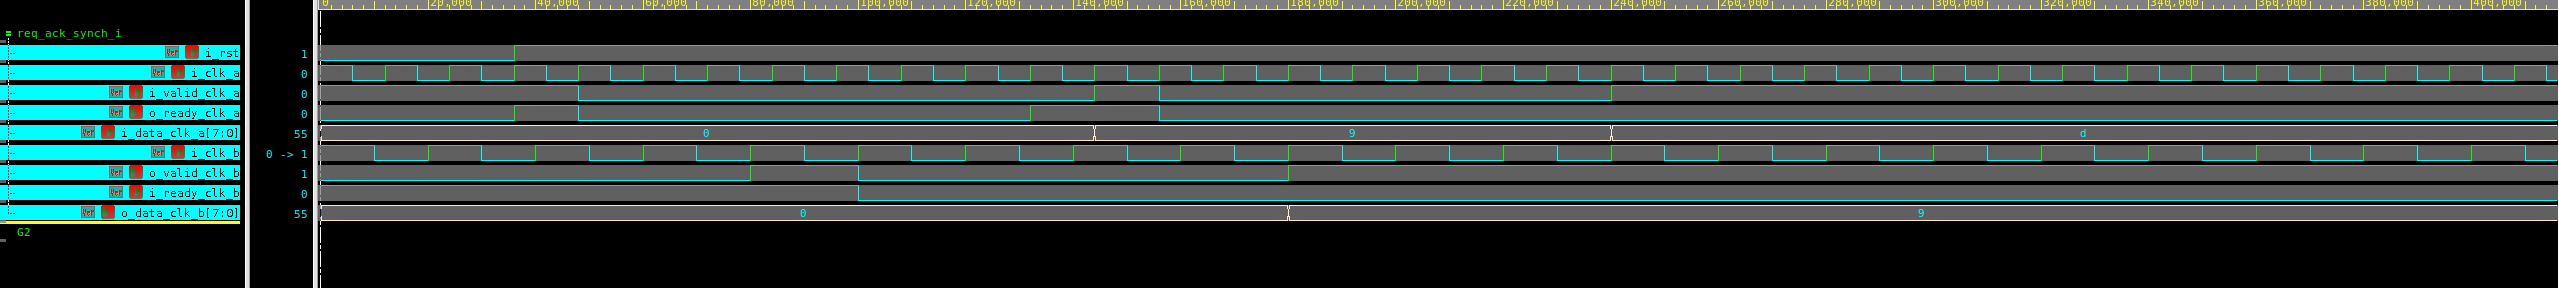 0 20,000 40,000 60,000 80,000 100,000 120,000 140,000 160,000 180,000 200,000 220,000 240,000 260,000 280,000 300,000 320,000 340,000 360,000 380,000 400,000
req_ack_synch_i
i_rst 1
i_clk_a 0
i_valid_clk_a 0
o_ready_clk_a 0
i_data_clk_a[7:0] 55 0 9 d
i_clk_b 0 -> 1
o_valid_clk_b 1
i_ready_clk_b 0
o_data_clk_b[7:0] 55 0 9
G2